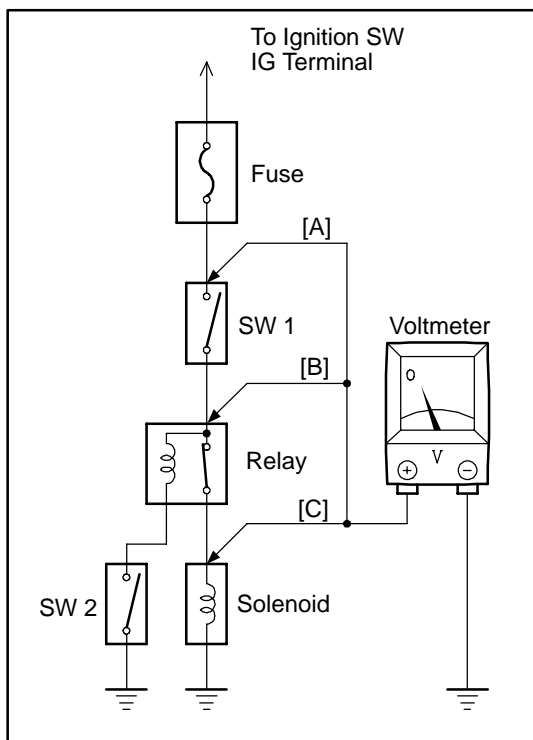 To Ignition SW
IG Terminal
Fuse
[A]
SW 1
Voltmeter
[B]
0
Relay
V
+ −
[C]
SW 2
Solenoid